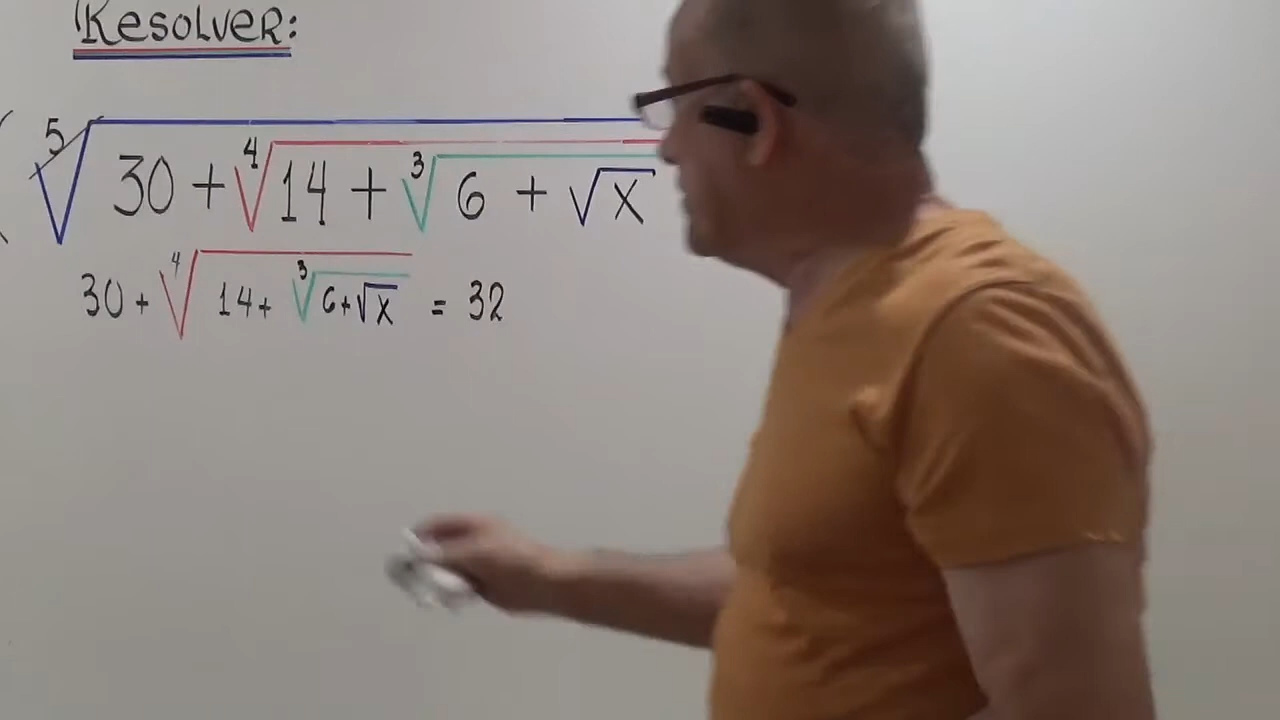 Resolver:
( ⁵√(30 + ⁴√(14 + ³√(6 + √x
30 + ⁴√(14 + ³√(6 + √x)) = 32